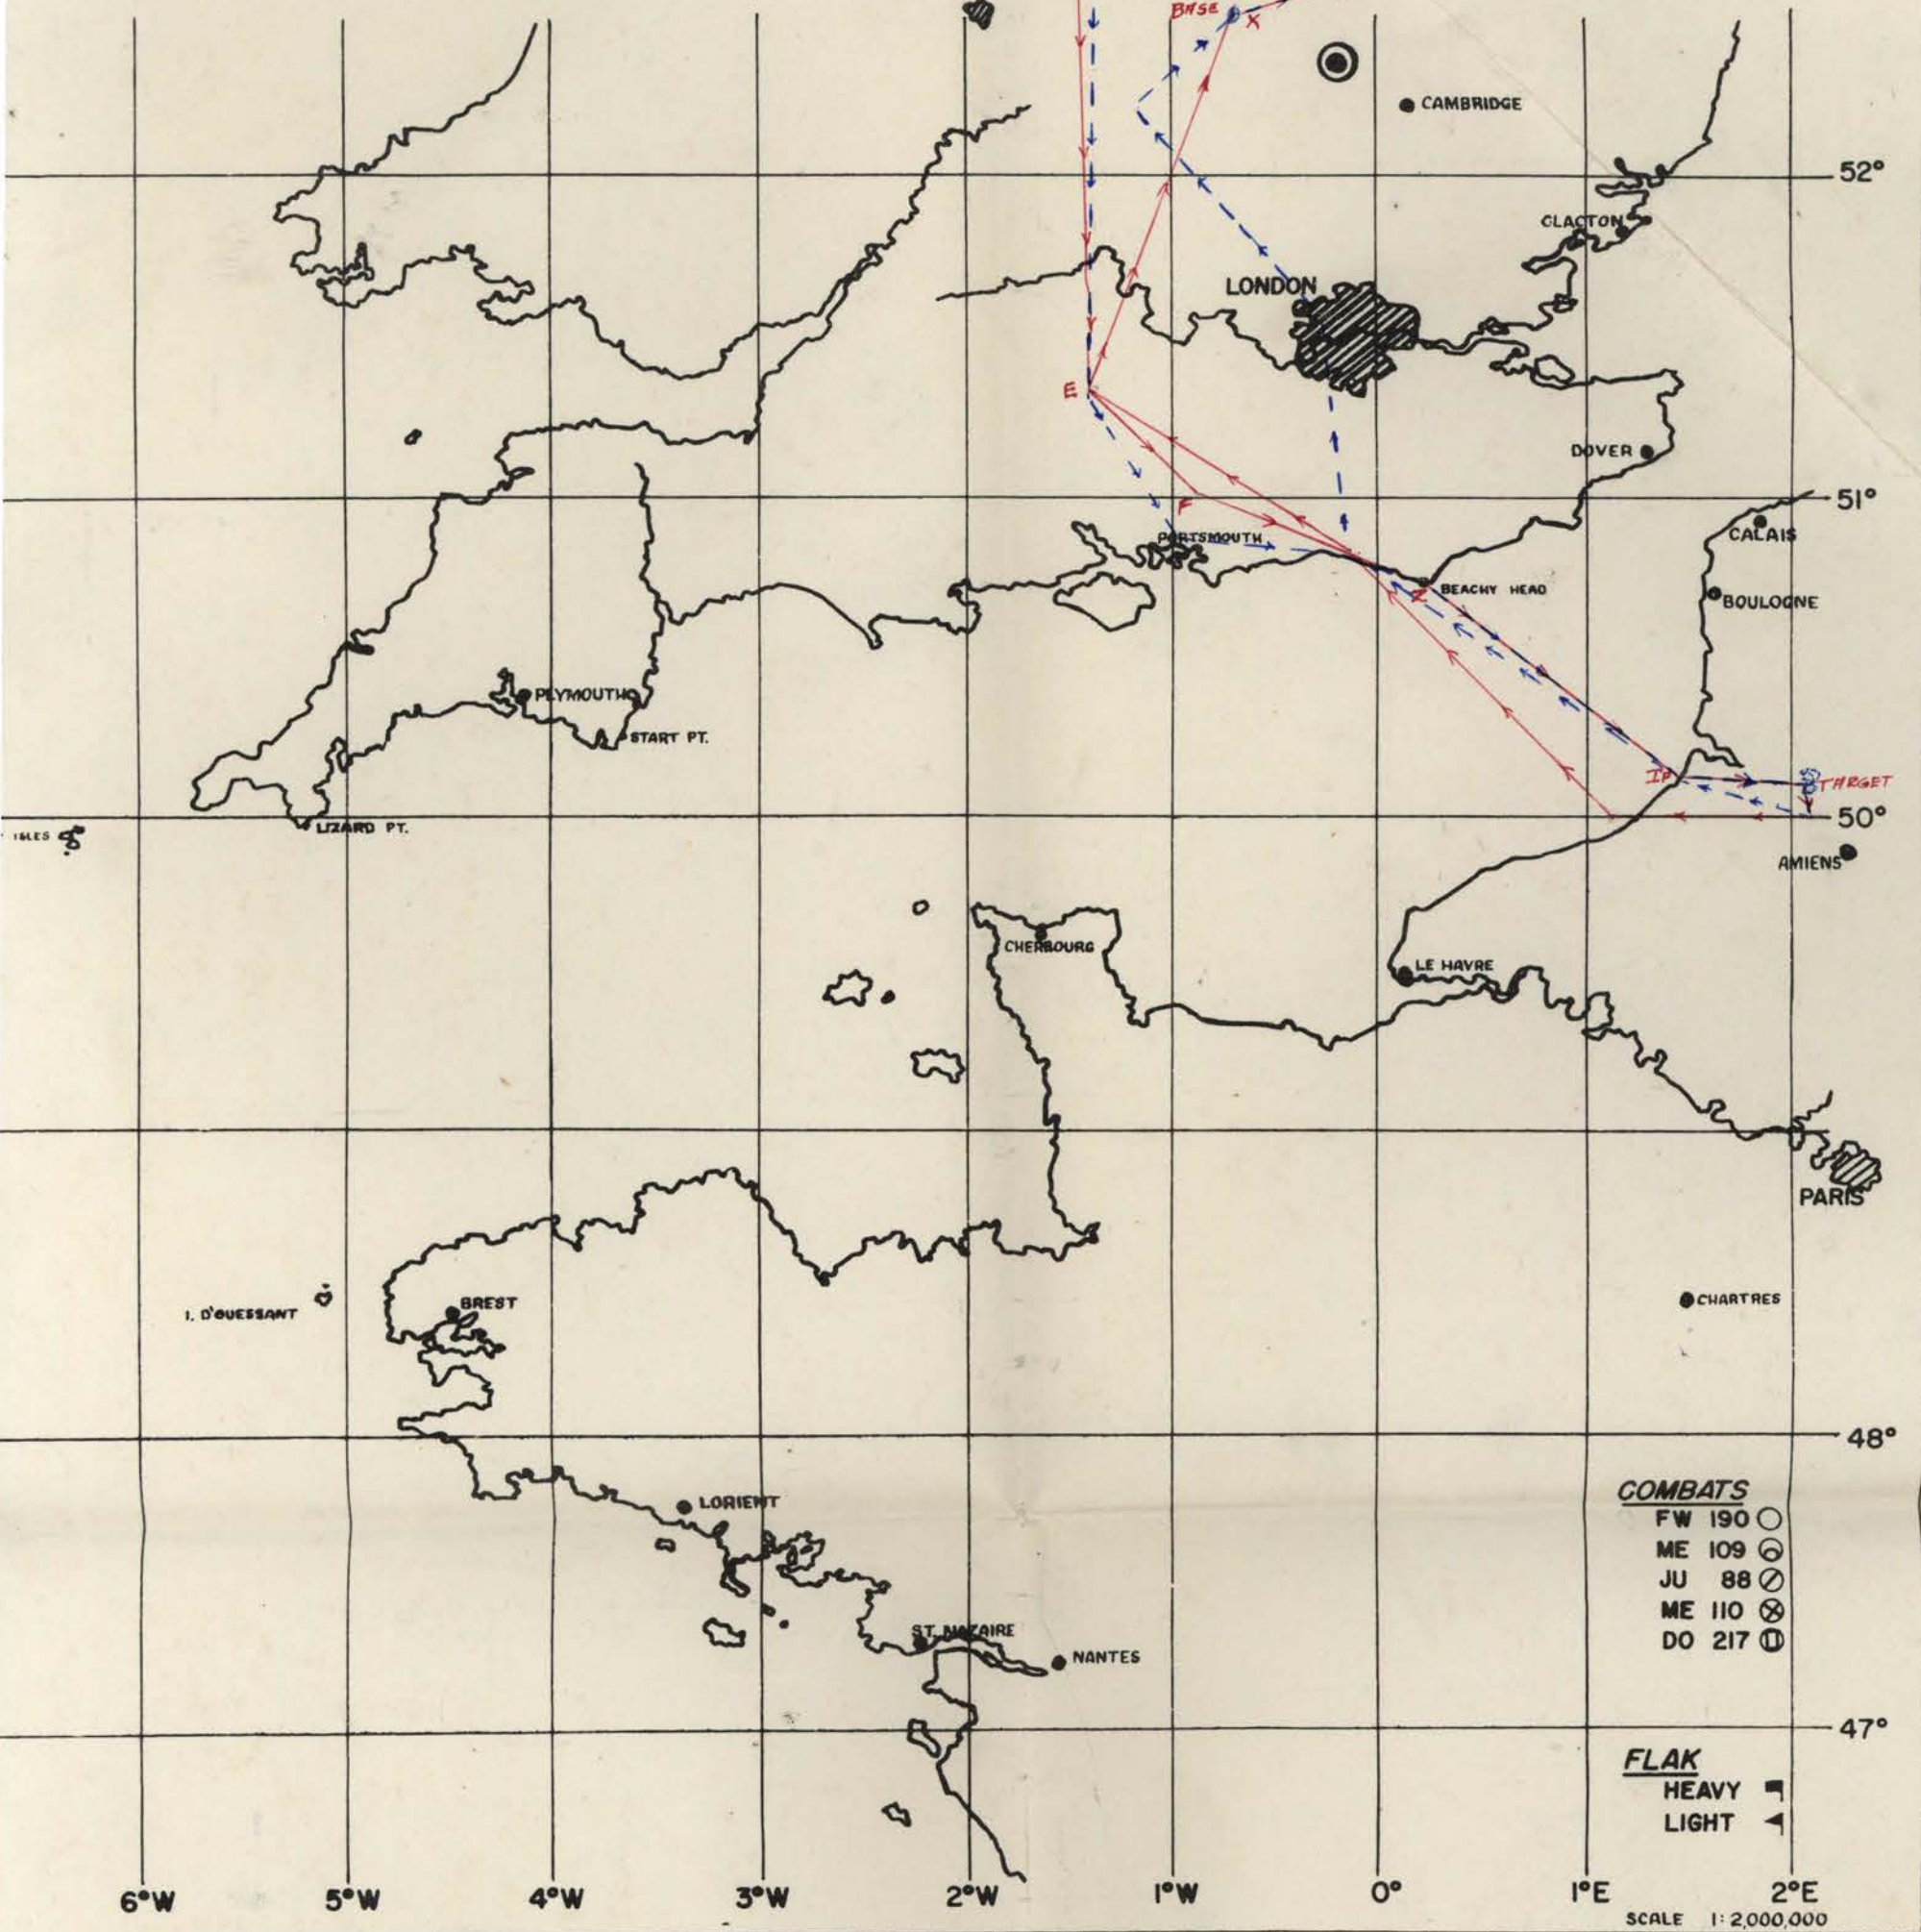 BASE
X
CAMBRIDGE
52°
CLACTON
LONDON
E
DOVER
51°
F
CALAIS
PORTSMOUTH
BEACHY HEAD
Z
BOULOGNE
PLYMOUTH
START PT.
IP
TARGET
50°
LIZARD PT.
ISLES
AMIENS
CHERBOURG
LE HAVRE
PARIS
I. D'OUESSANT
BREST
CHARTRES
48°
LORIENT
COMBATS
FW 190
ME 109
JU 88
ME 110
DO 217
ST. NAZAIRE
NANTES
47°
FLAK
HEAVY
LIGHT
6°W 5°W 4°W 3°W 2°W 1°W 0° 1°E 2°E
SCALE 1:2,000,000